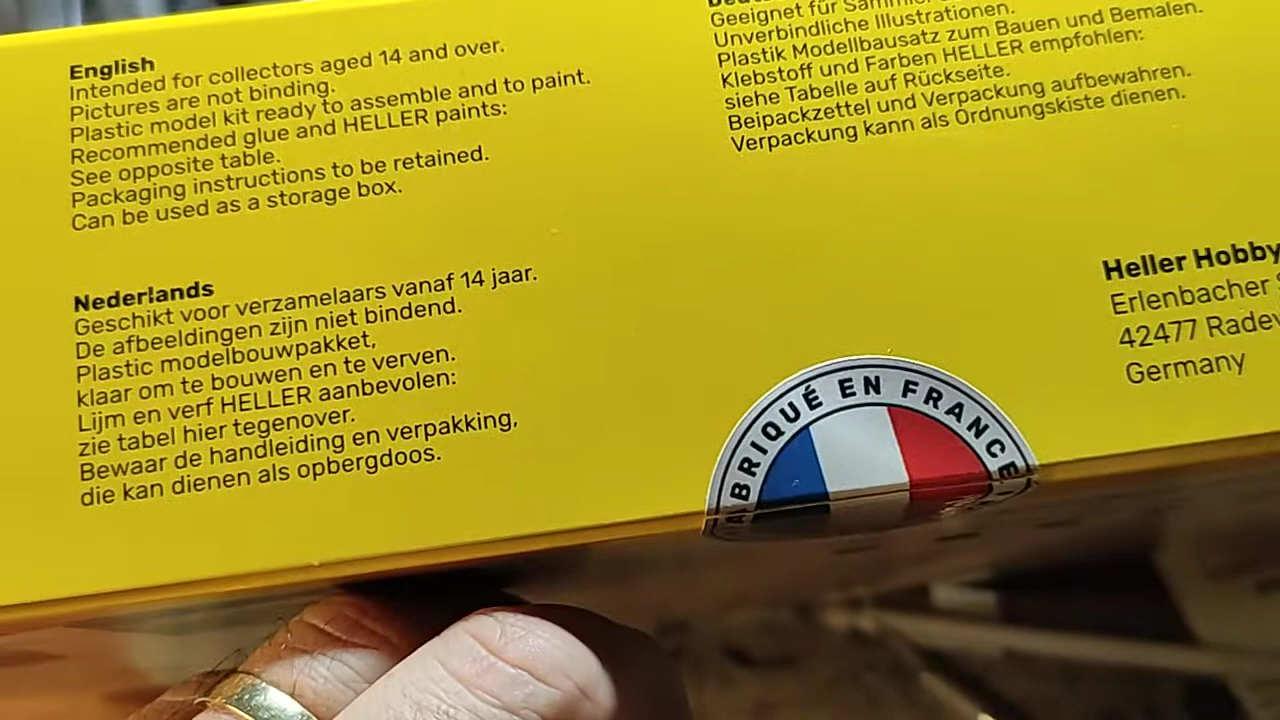 English
Intended for collectors aged 14 and over.
Pictures are not binding.
Plastic model kit ready to assemble and to paint.
Recommended glue and HELLER paints:
See opposite table.
Packaging instructions to be retained.
Can be used as a storage box.
Nederlands
Geschikt voor verzamelaars vanaf 14 jaar.
De afbeeldingen zijn niet bindend.
Plastic modelbouwpakket,
klaar om te bouwen en te verven.
Lijm en verf HELLER aanbevolen:
zie tabel hier tegenover.
Bewaar de handleiding en verpakking,
die kan dienen als opbergdoos.
Geeignet für
Unverbindliche Illustrationen.
Plastik Modellbausatz zum Bauen und Bemalen.
Klebstoff und Farben HELLER empfohlen:
siehe Tabelle auf Rückseite.
Beipackzettel und Verpackung aufbewahren.
Verpackung kann als Ordnungskiste dienen.
Heller Hobby
Erlenbacher
42477 Radev
Germany
ABRIQUÉ EN FRANCE